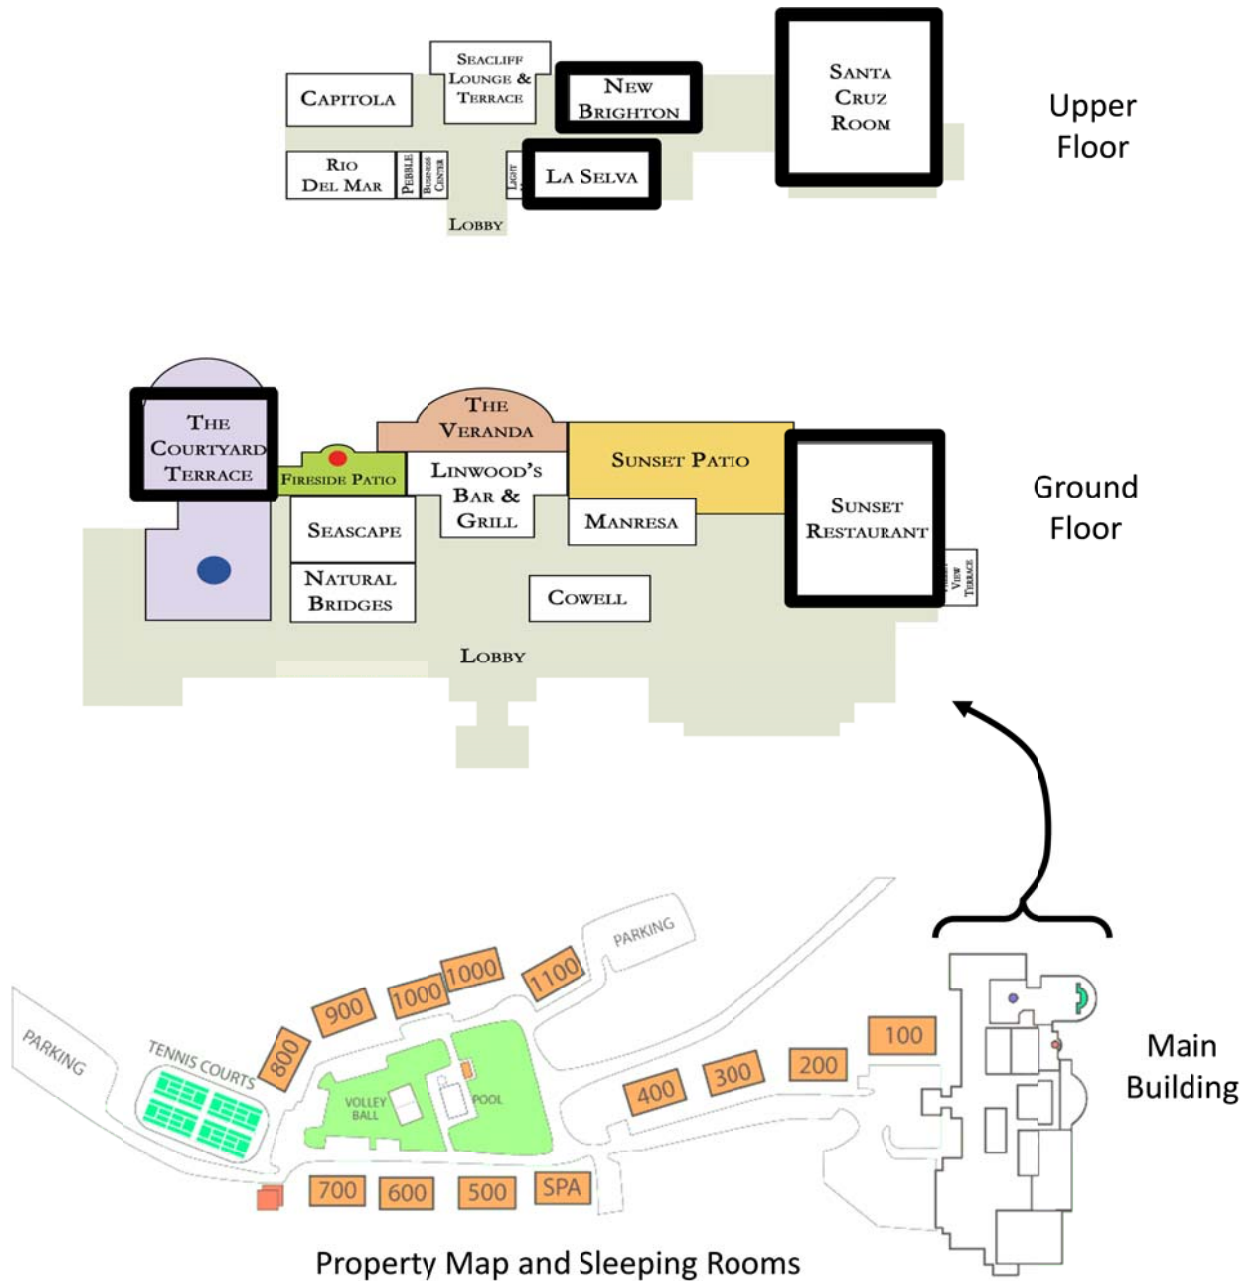 SEACLIFF
LOUNGE &
TERRACE
CAPITOLA
NEW
BRIGHTON
SANTA
CRUZ
ROOM
Upper
Floor
RIO
DEL MAR
PEBBLE
BUSINESS
CENTER
LIGHT
LA SELVA
LOBBY
THE
COURTYARD
TERRACE
THE
VERANDA
FIRESIDE PATIO
LINWOOD'S
BAR &
GRILL
SUNSET PATIO
SEASCAPE
MANRESA
SUNSET
RESTAURANT
Ground
Floor
NATURAL
BRIDGES
COWELL
VIEW
TERRACE
LOBBY
PARKING
TENNIS COURTS
800
900
1000
1000
1100
PARKING
VOLLEY
BALL
POOL
400
300
200
100
Main
Building
700
600
500
SPA
Property Map and Sleeping Rooms